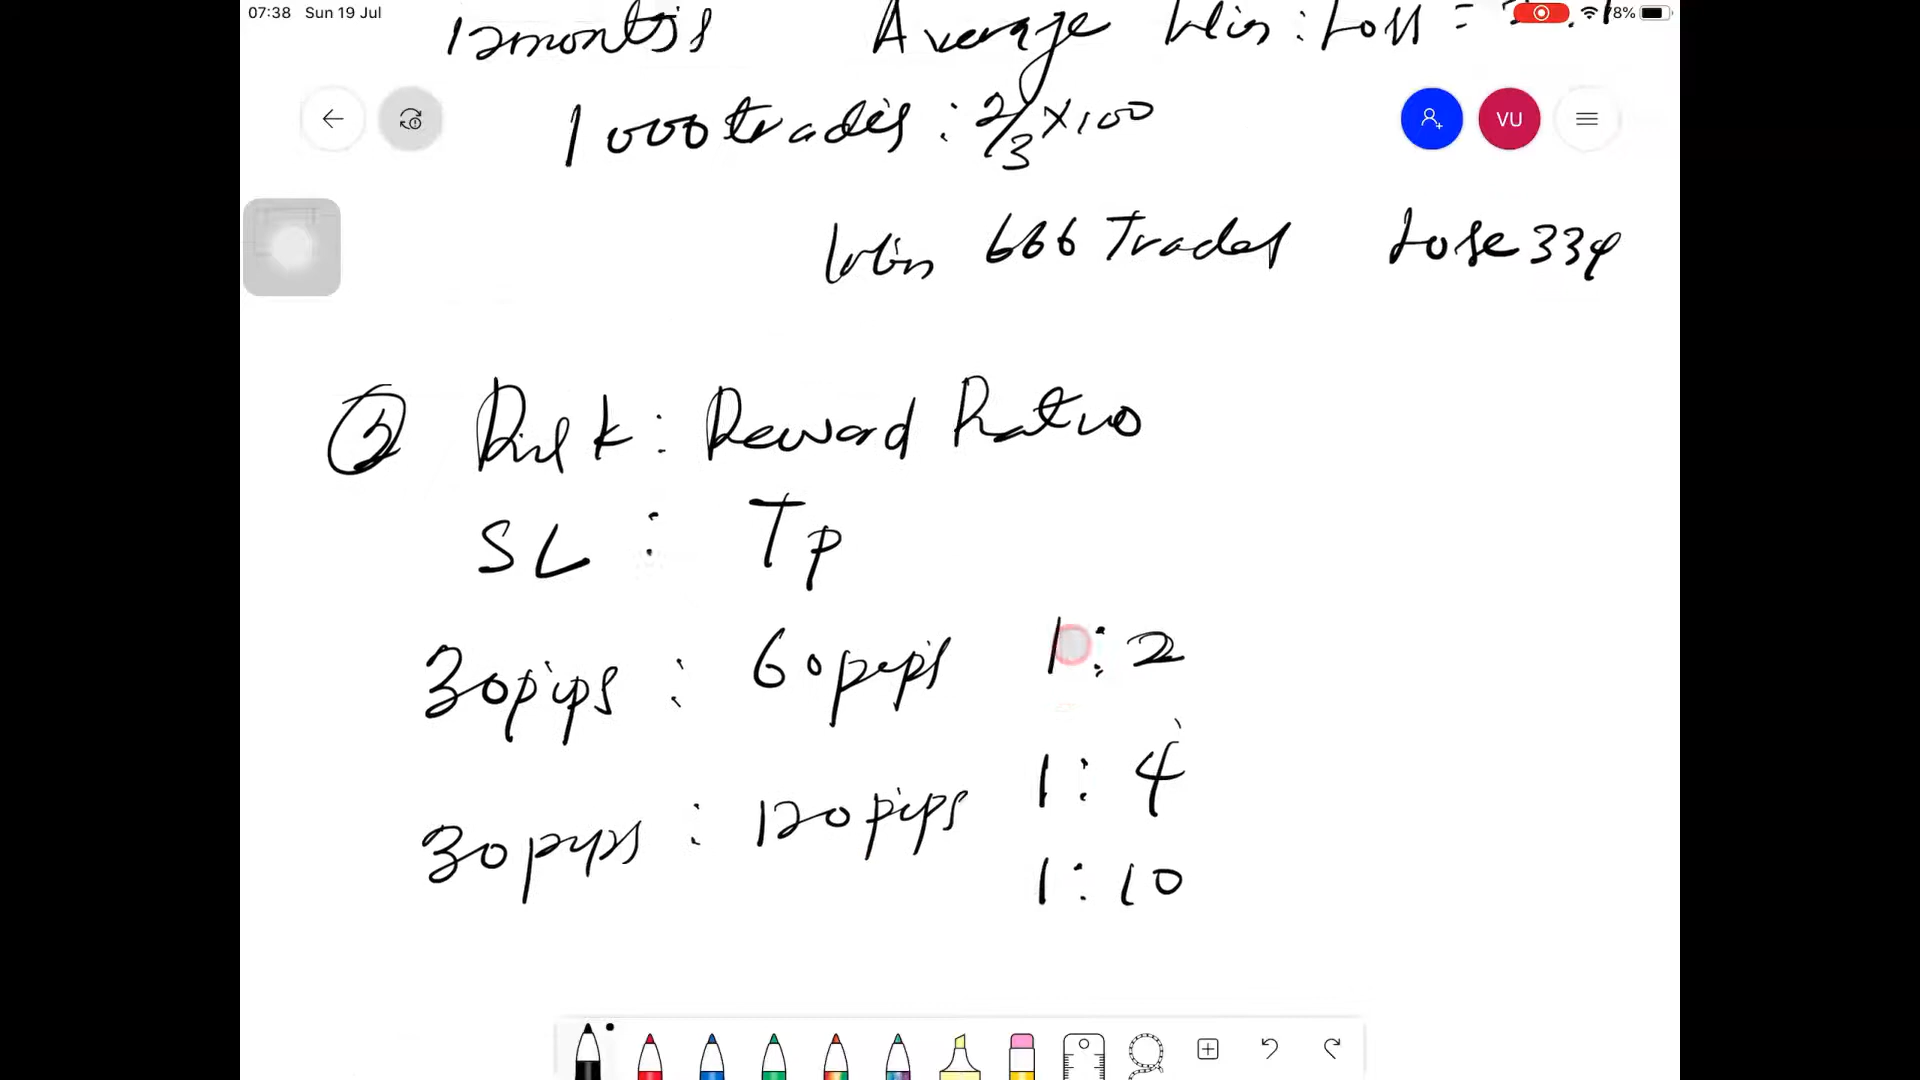 07:38 Sun 19 Jul 78%
12months Average Win : Loss =
1000 trades : 2/3 x 100
VU
Win 666 Trades Lose 334
Risk : Reward Ratio
SL : Tp
30pips : 60pips 1 : 2
30pips : 120pips 1 : 4
1 : 10